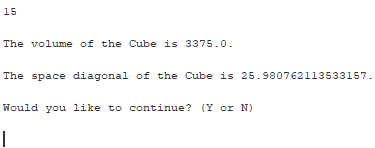 15
The volume of the Cube is 3375.0.
The space diagonal of the Cube is 25.980762113533157.
Would you like to continue? (Y or N)